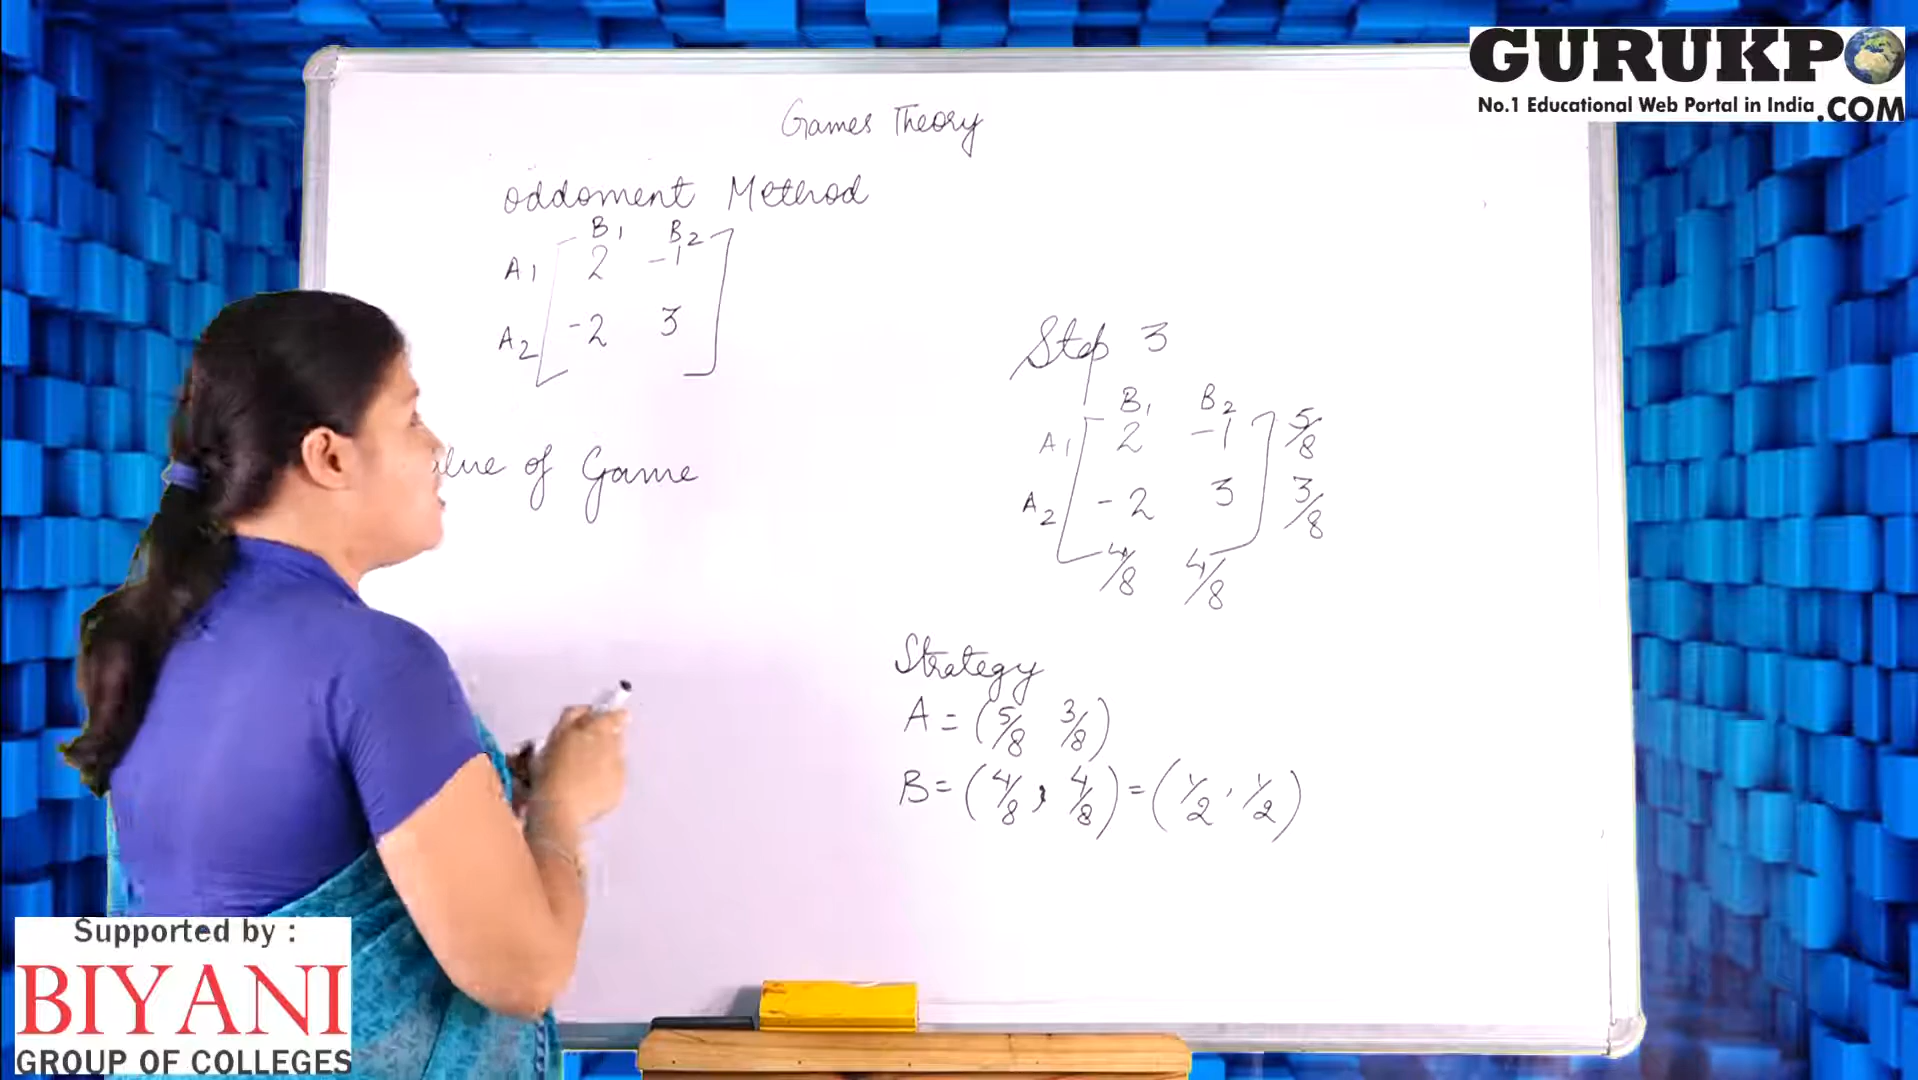 GURUKPO
No.1 Educational Web Portal in India .COM
Games Theory
Oddoment Method
B1 B2
A1 2 -1
A2 -2 3
of Game
Step 3
B1 B2
A1 2 -1 5/8
A2 -2 3 3/8
4/8 4/8
Strategy
A = (5/8 3/8)
B = (4/8, 4/8) = (1/2, 1/2)
Supported by :
BIYANI
GROUP OF COLLEGES